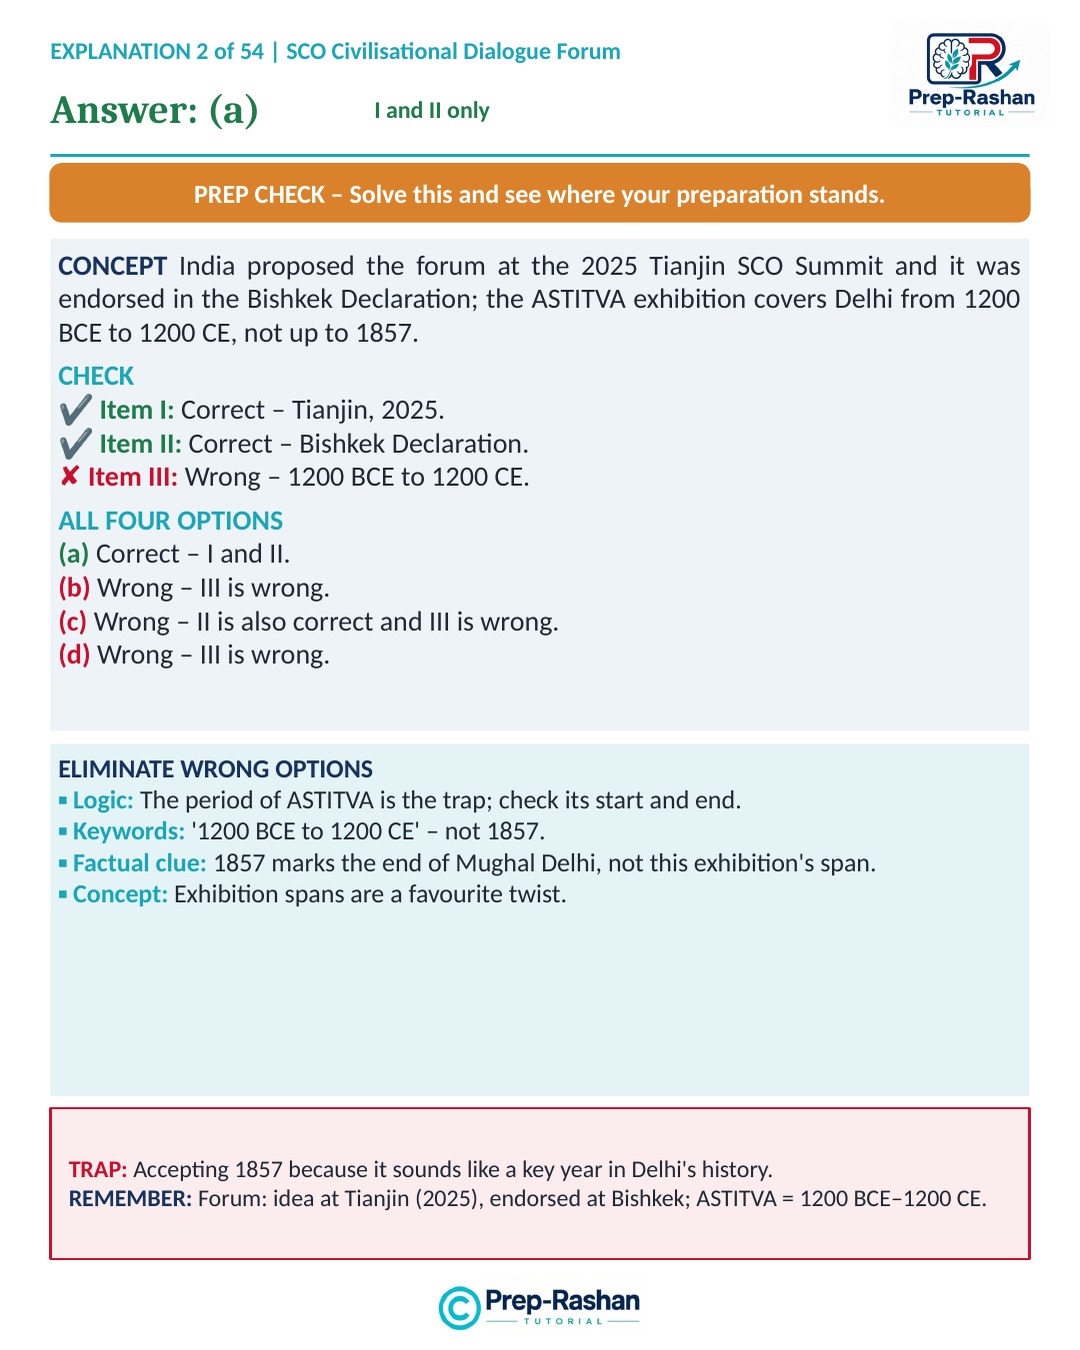 EXPLANATION 2 of 54 | SCO Civilisational Dialogue Forum
Prep-Rashan
TUTORIAL
Answer: (a) I and II only
PREP CHECK – Solve this and see where your preparation stands.
CONCEPT India proposed the forum at the 2025 Tianjin SCO Summit and it was
endorsed in the Bishkek Declaration; the ASTITVA exhibition covers Delhi from 1200
BCE to 1200 CE, not up to 1857.
CHECK
✔ Item I: Correct – Tianjin, 2025.
✔ Item II: Correct – Bishkek Declaration.
✘ Item III: Wrong – 1200 BCE to 1200 CE.
ALL FOUR OPTIONS
(a) Correct – I and II.
(b) Wrong – III is wrong.
(c) Wrong – II is also correct and III is wrong.
(d) Wrong – III is wrong.
ELIMINATE WRONG OPTIONS
▪ Logic: The period of ASTITVA is the trap; check its start and end.
▪ Keywords: '1200 BCE to 1200 CE' – not 1857.
▪ Factual clue: 1857 marks the end of Mughal Delhi, not this exhibition's span.
▪ Concept: Exhibition spans are a favourite twist.
TRAP: Accepting 1857 because it sounds like a key year in Delhi's history.
REMEMBER: Forum: idea at Tianjin (2025), endorsed at Bishkek; ASTITVA = 1200 BCE–1200 CE.
© Prep-Rashan
TUTORIAL